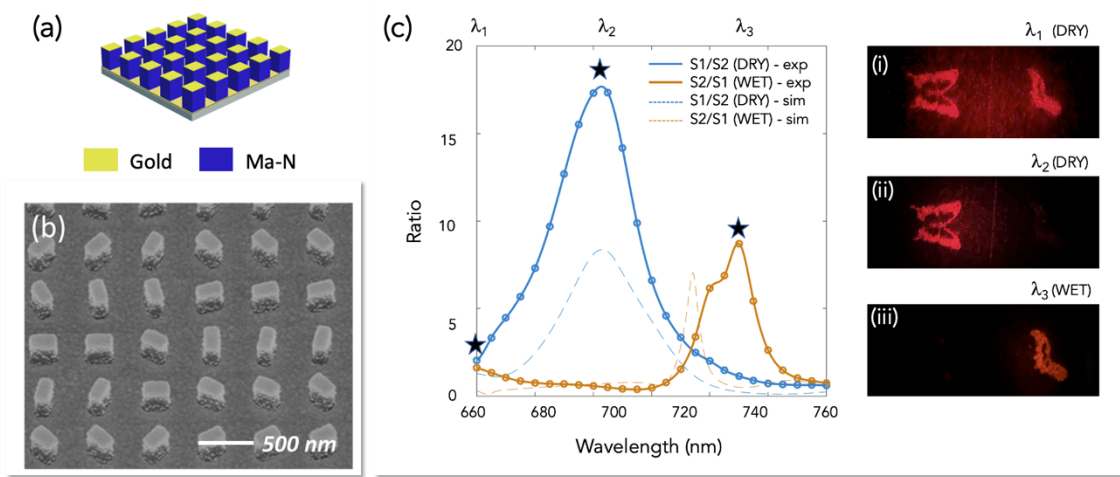 (a)
Gold Ma-N
(b)
500 nm
(c)
λ1 λ2 λ3
20
15
10
5
0
Ratio
S1/S2 (DRY) - exp
S2/S1 (WET) - exp
S1/S2 (DRY) - sim
S2/S1 (WET) - sim
660 680 700 720 740 760
Wavelength (nm)
λ1 (DRY)
(i)
λ2 (DRY)
(ii)
λ3 (WET)
(iii)